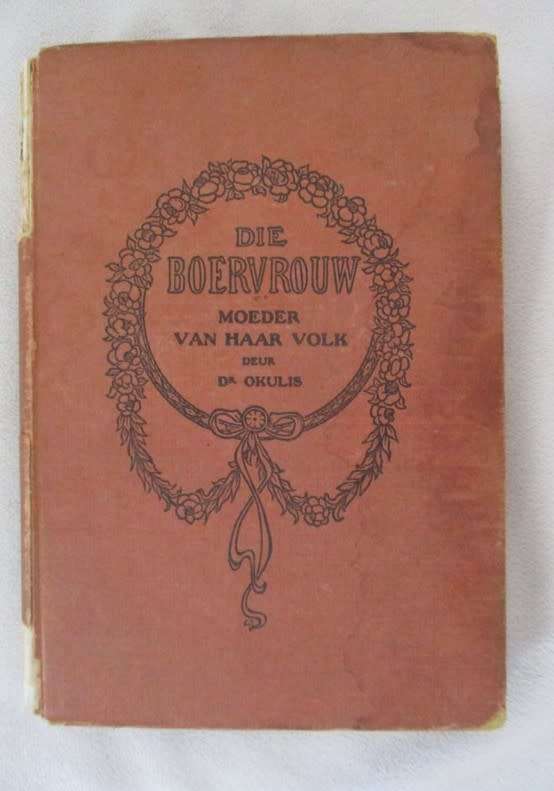 DIE
BOERVROUW
MOEDER
VAN HAAR VOLK
DEUR
DR OKULIS